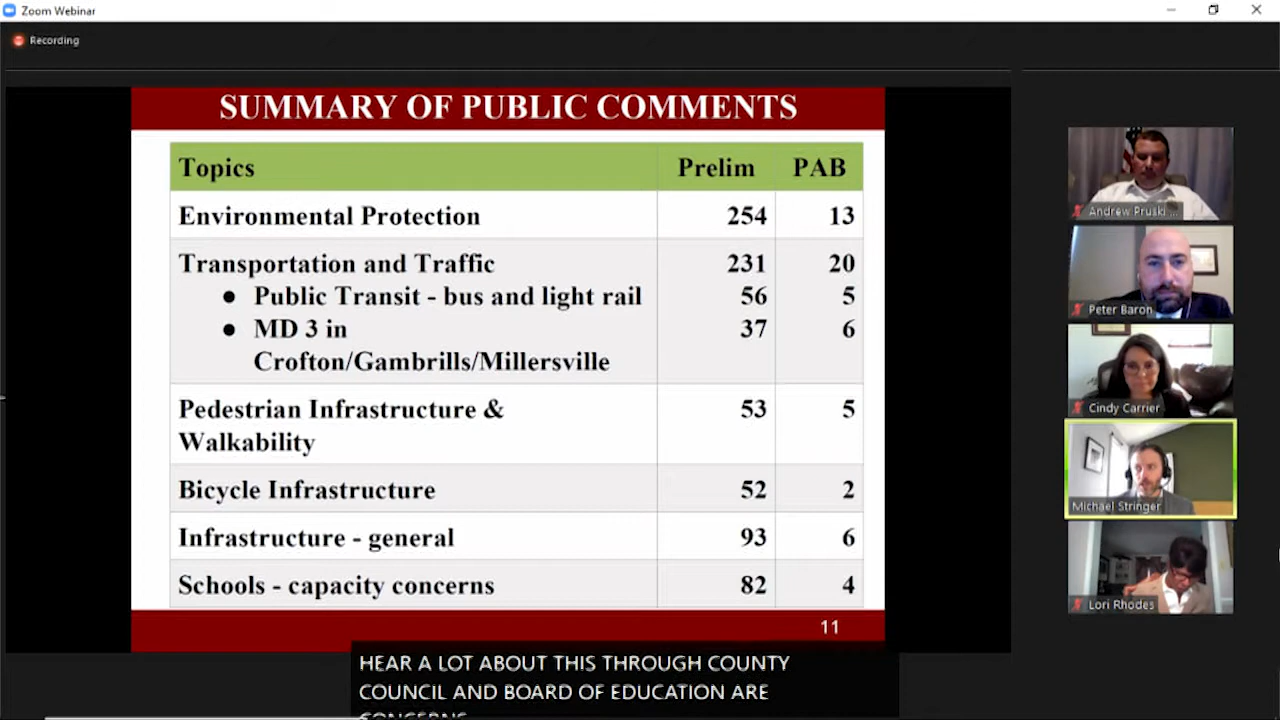 Zoom Webinar
Recording
SUMMARY OF PUBLIC COMMENTS
Topics Prelim PAB
Environmental Protection 254 13
Transportation and Traffic 231 20
● Public Transit - bus and light rail 56 5
● MD 3 in 37 6
Crofton/Gambrills/Millersville
Pedestrian Infrastructure & 53 5
Walkability
Bicycle Infrastructure 52 2
Infrastructure - general 93 6
Schools - capacity concerns 82 4
11
HEAR A LOT ABOUT THIS THROUGH COUNTY
COUNCIL AND BOARD OF EDUCATION ARE
CONCERNS
Andrew Pruski ...
Peter Baron
Cindy Carrier
Michael Stringer
Lori Rhodes